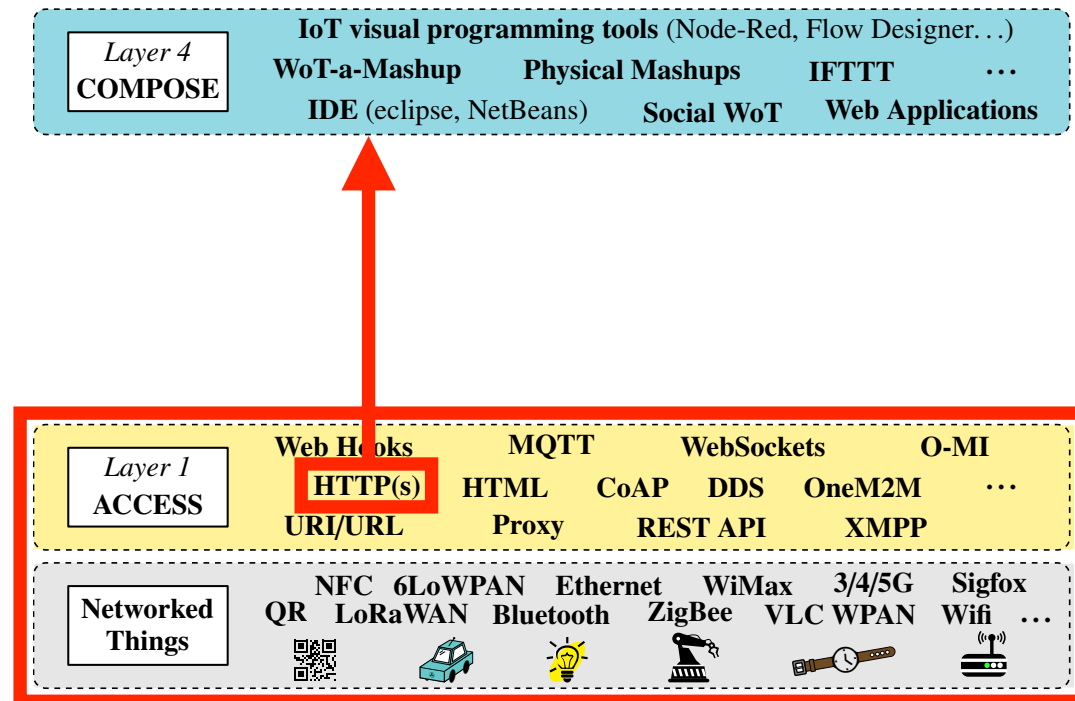 Layer 4
COMPOSE
IoT visual programming tools (Node-Red, Flow Designer...)
WoT-a-Mashup Physical Mashups IFTTT ...
IDE (eclipse, NetBeans) Social WoT Web Applications
Layer 1
ACCESS
Web Hooks MQTT WebSockets O-MI
HTTP(s) HTML CoAP DDS OneM2M ...
URI/URL Proxy REST API XMPP
Networked
Things
NFC 6LoWPAN Ethernet WiMax 3/4/5G Sigfox
QR LoRaWAN Bluetooth ZigBee VLC WPAN Wifi ...